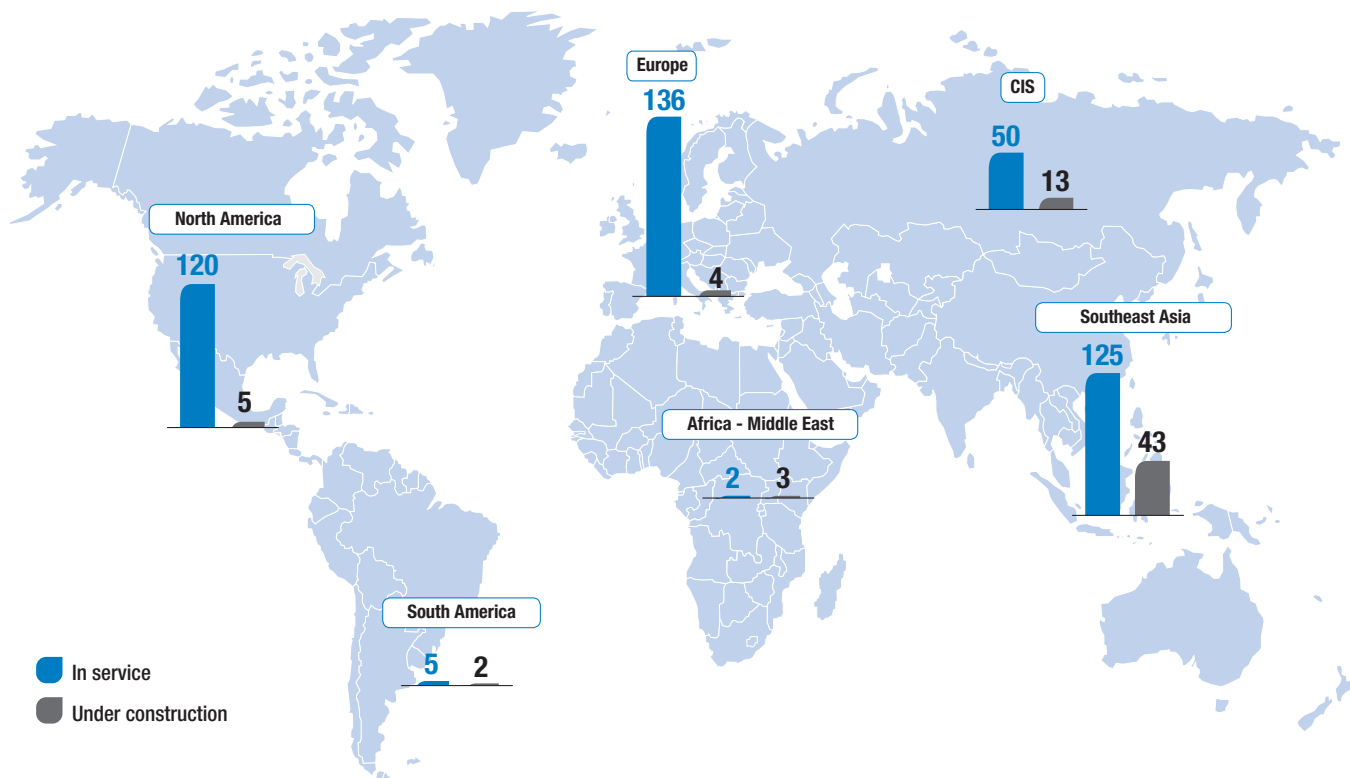 Europe
136
4
CIS
50
13
North America
120
5
Southeast Asia
125
43
Africa - Middle East
2
3
South America
5
2
In service
Under construction